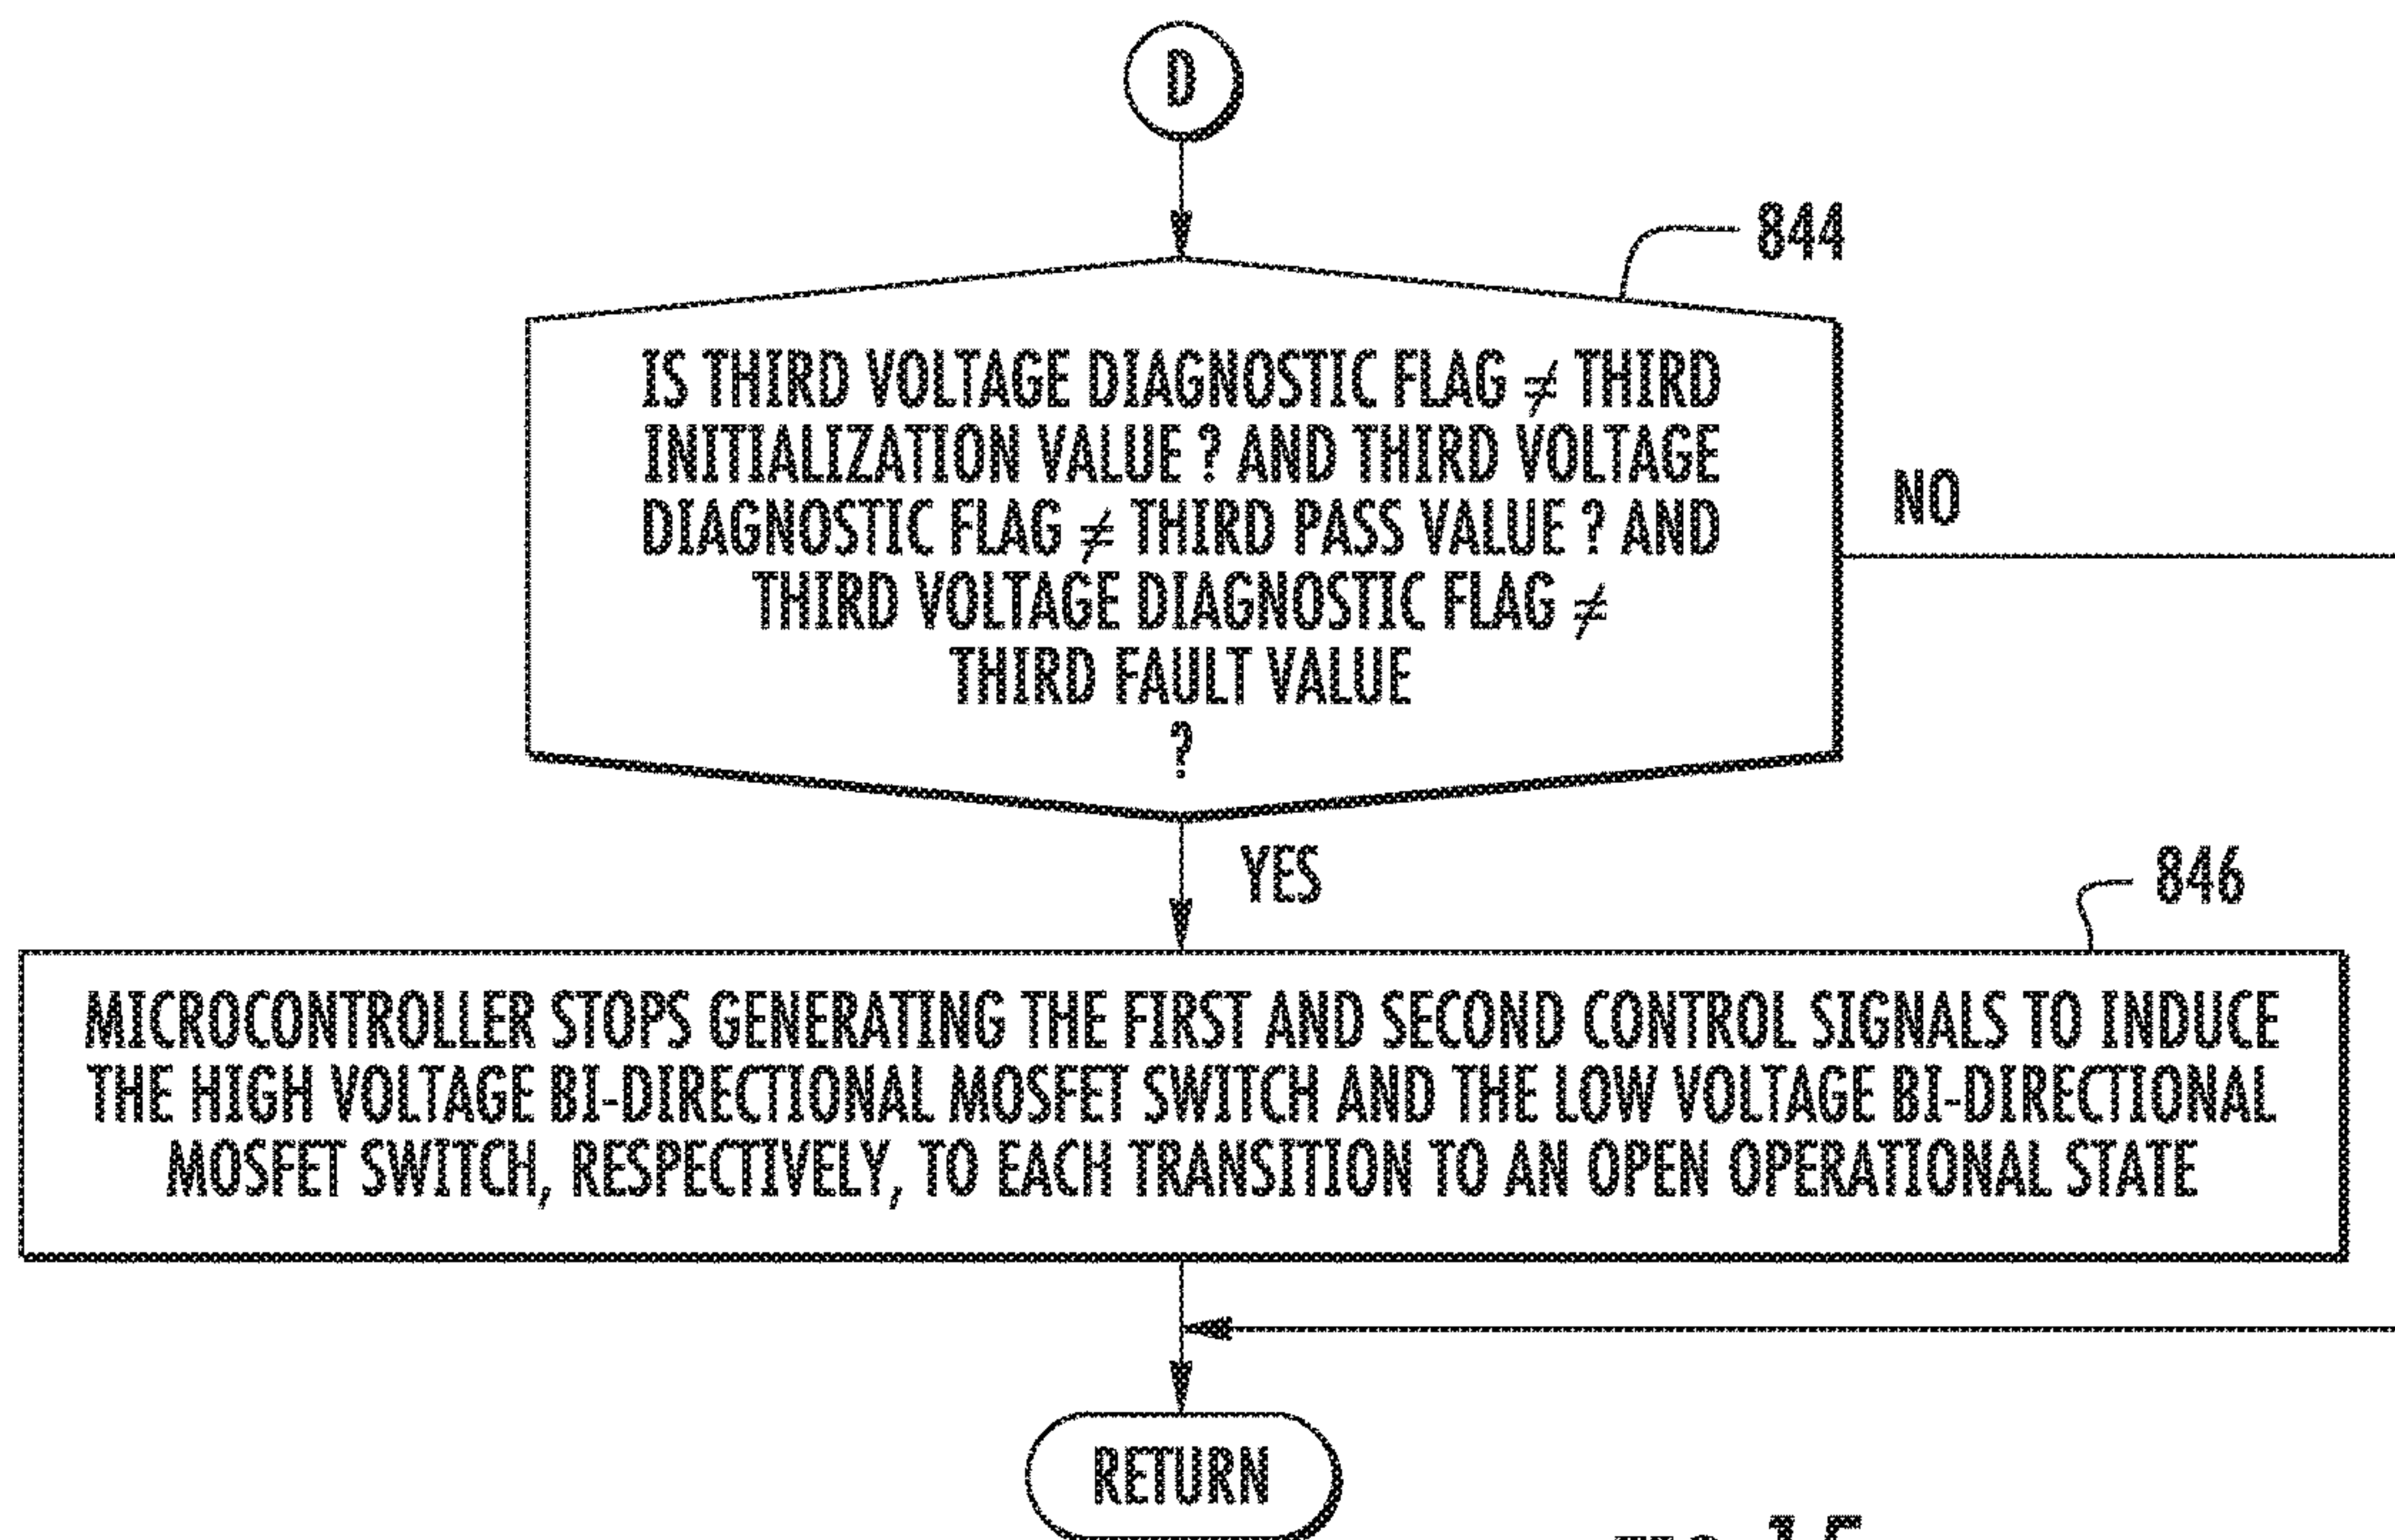 D
844
IS THIRD VOLTAGE DIAGNOSTIC FLAG ≠ THIRD
INITIALIZATION VALUE ? AND THIRD VOLTAGE
DIAGNOSTIC FLAG ≠ THIRD PASS VALUE ? AND
THIRD VOLTAGE DIAGNOSTIC FLAG ≠
THIRD FAULT VALUE
?
NO
YES
846
MICROCONTROLLER STOPS GENERATING THE FIRST AND SECOND CONTROL SIGNALS TO INDUCE
THE HIGH VOLTAGE BI-DIRECTIONAL MOSFET SWITCH AND THE LOW VOLTAGE BI-DIRECTIONAL
MOSFET SWITCH, RESPECTIVELY, TO EACH TRANSITION TO AN OPEN OPERATIONAL STATE
RETURN